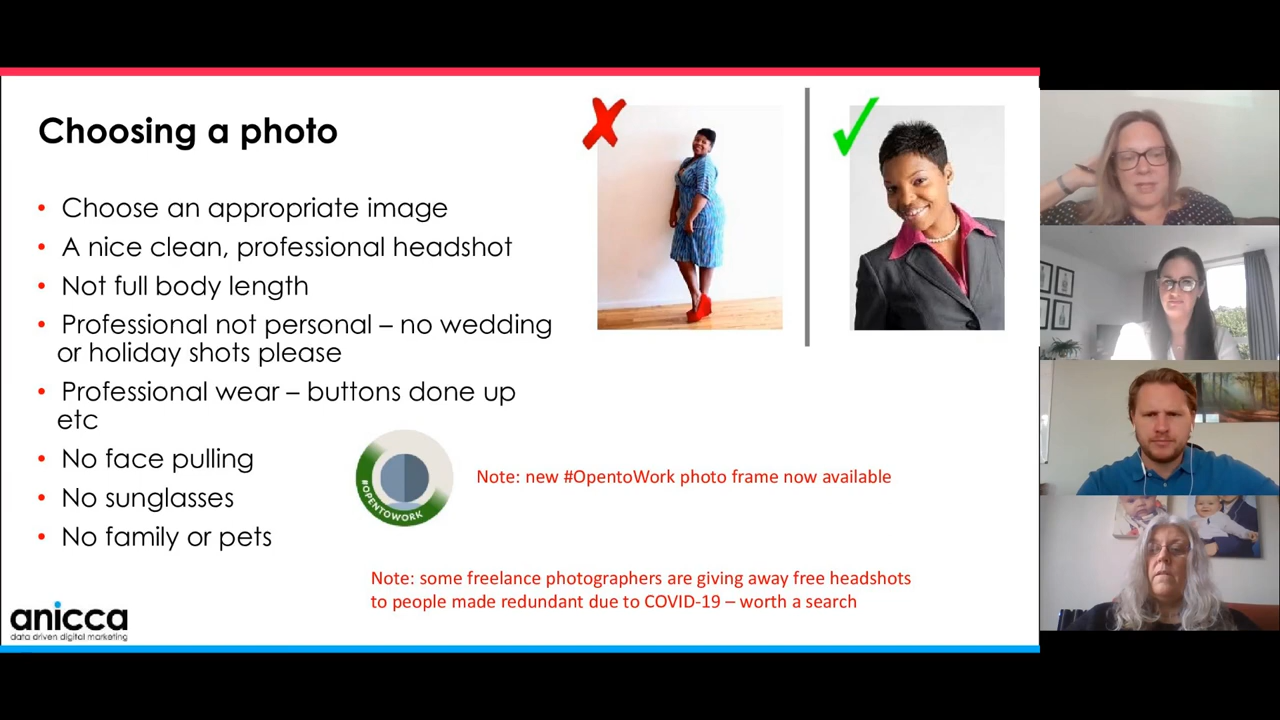 Choosing a photo
• Choose an appropriate image
• A nice clean, professional headshot
• Not full body length
• Professional not personal – no wedding
or holiday shots please
• Professional wear – buttons done up
etc
• No face pulling
• No sunglasses
• No family or pets
#OPENTOWORK
Note: new #OpentoWork photo frame now available
Note: some freelance photographers are giving away free headshots
to people made redundant due to COVID-19 – worth a search
anicca
data driven digital marketing